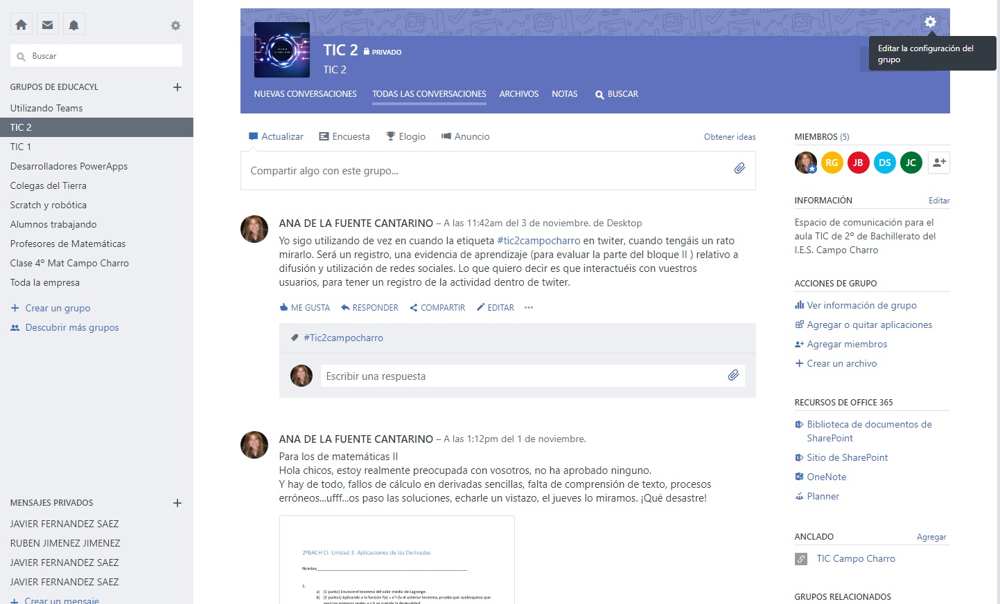 Buscar
GRUPOS DE EDUCACYL
Utilizando Teams
TIC 2
TIC 1
Desarrolladores PowerApps
Colegas del Tierra
Scratch y robótica
Alumnos trabajando
Profesores de Matemáticas
Clase 4º Mat Campo Charro
Toda la empresa
Crear un grupo
Descubrir más grupos
MENSAJES PRIVADOS
JAVIER FERNANDEZ SAEZ
RUBEN JIMENEZ JIMENEZ
JAVIER FERNANDEZ SAEZ
JAVIER FERNANDEZ SAEZ
Crear un mensaje
TIC 2 PRIVADO
TIC 2
Editar la configuración del
grupo
NUEVAS CONVERSACIONES TODAS LAS CONVERSACIONES ARCHIVOS NOTAS BUSCAR
Actualizar Encuesta Elogio Anuncio Obtener ideas
Compartir algo con este grupo...
ANA DE LA FUENTE CANTARINO – A las 11:42am del 3 de noviembre. de Desktop
Yo sigo utilizando de vez en cuando la etiqueta #tic2campocharro en twiter, cuando tengáis un rato
mirarlo. Será un registro, una evidencia de aprendizaje (para evaluar la parte del bloque II ) relativo a
difusión y utilización de redes sociales. Lo que quiero decir es que interactuéis con vuestros
usuarios, para tener un registro de la actividad dentro de twiter.
ME GUSTA RESPONDER COMPARTIR EDITAR ...
#Tic2campocharro
Escribir una respuesta
ANA DE LA FUENTE CANTARINO – A las 1:12pm del 1 de noviembre.
Para los de matemáticas II
Hola chicos, estoy realmente preocupada con vosotros, no ha aprobado ninguno.
Y hay de todo, fallos de cálculo en derivadas sencillas, falta de comprensión de texto, procesos
erróneos...ufff...os paso las soluciones, echarle un vistazo, el jueves lo miramos. ¡Qué desastre!
2ºBACH CI. Unidad 3. Aplicaciones de las Derivadas
Nombre
1.
a) (1 punto) Enuncie el teorema del valor medio de Lagrange.
b) (2 puntos) Aplicando a la función f(x) = x²+2x el anterior teorema, pruebe que cualesquiera que
sean los números reales a < b se cumple la desigualdad
MIEMBROS (5)
RG JB DS JC
INFORMACIÓN Editar
Espacio de comunicación para el
aula TIC de 2º de Bachillerato del
I.E.S. Campo Charro
ACCIONES DE GRUPO
Ver información de grupo
Agregar o quitar aplicaciones
Agregar miembros
Crear un archivo
RECURSOS DE OFFICE 365
Biblioteca de documentos de
SharePoint
Sitio de SharePoint
OneNote
Planner
ANCLADO Agregar
TIC Campo Charro
GRUPOS RELACIONADOS